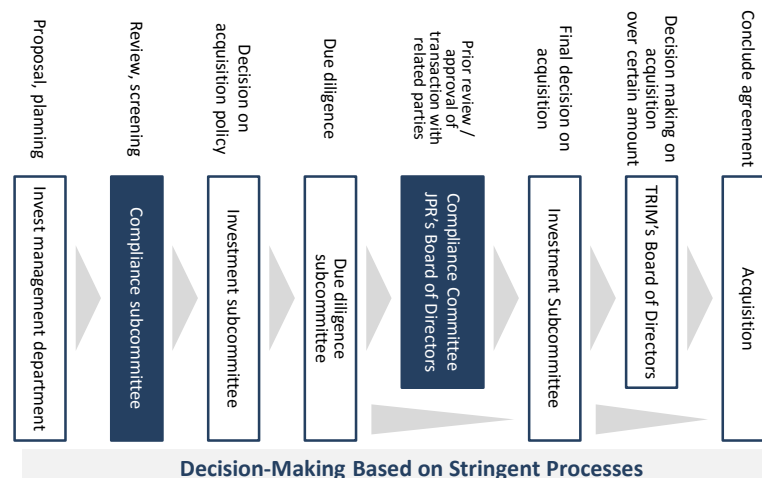 Proposal, planning
Review, screening
Decision on
acquisition policy
Due diligence
Prior review /
approval of
transaction with
related parties
Final decision on
acquisition
Decision making on
acquisition
over certain amount
Conclude agreement
Invest management department
Compliance subcommittee
Investment subcommittee
Due diligence
subcommittee
Compliance Committee
JPR's Board of Directors
Investment Subcommittee
TRIM's Board of Directors
Acquisition
Decision-Making Based on Stringent Processes